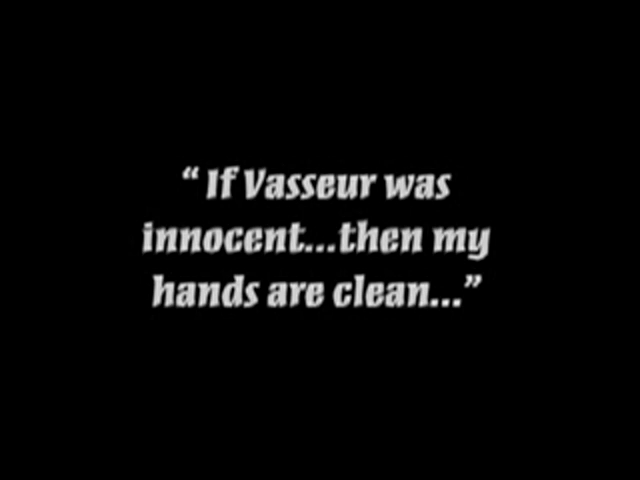 “ If Vasseur was
innocent...then my
hands are clean...”